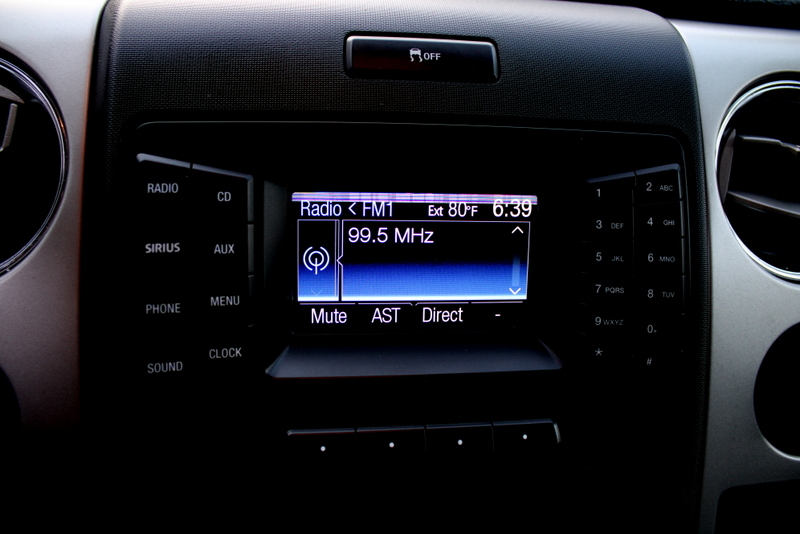 OFF
RADIO
CD
SIRIUS
AUX
PHONE
MENU
SOUND
CLOCK
Radio < FM1 Ext 80°F 6:39
99.5 MHz
Mute AST Direct -
1
2 ABC
3 DEF
4 GHI
5 JKL
6 MNO
7 PQRS
8 TUV
9 WXYZ
0+
*
#